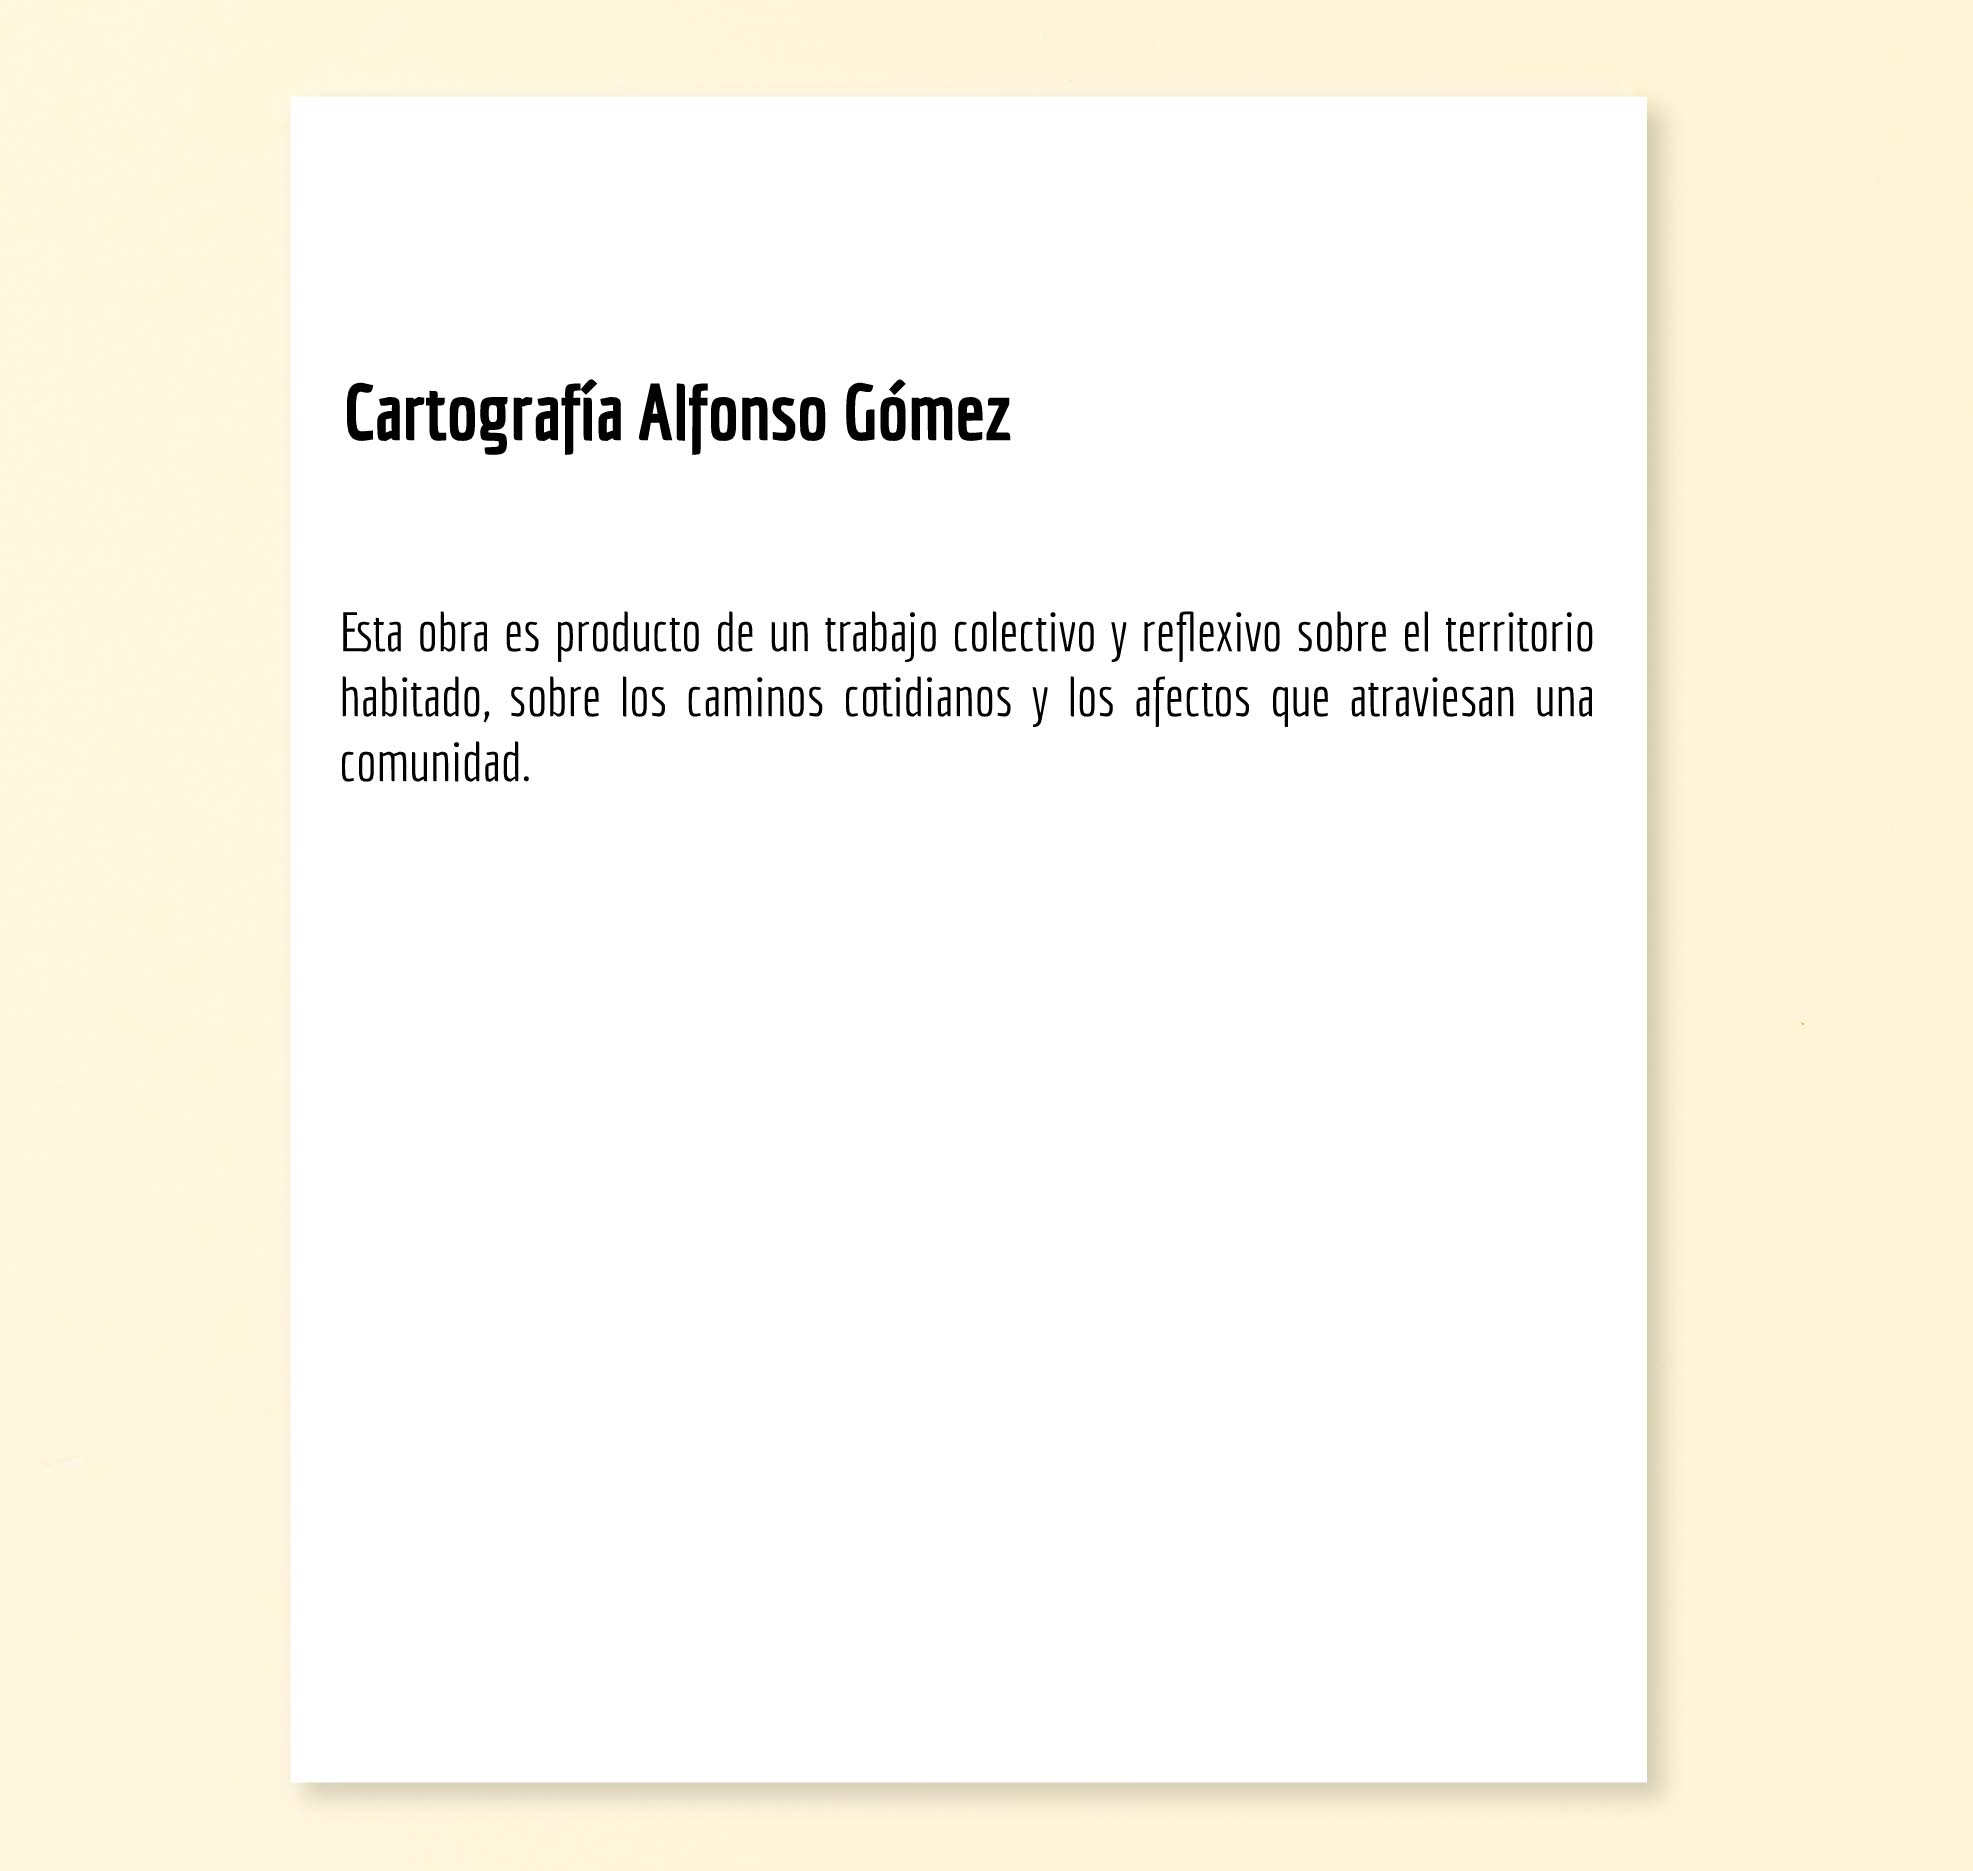 Cartografía Alfonso Gómez
Esta obra es producto de un trabajo colectivo y reflexivo sobre el territorio
habitado, sobre los caminos cotidianos y los afectos que atraviesan una
comunidad.